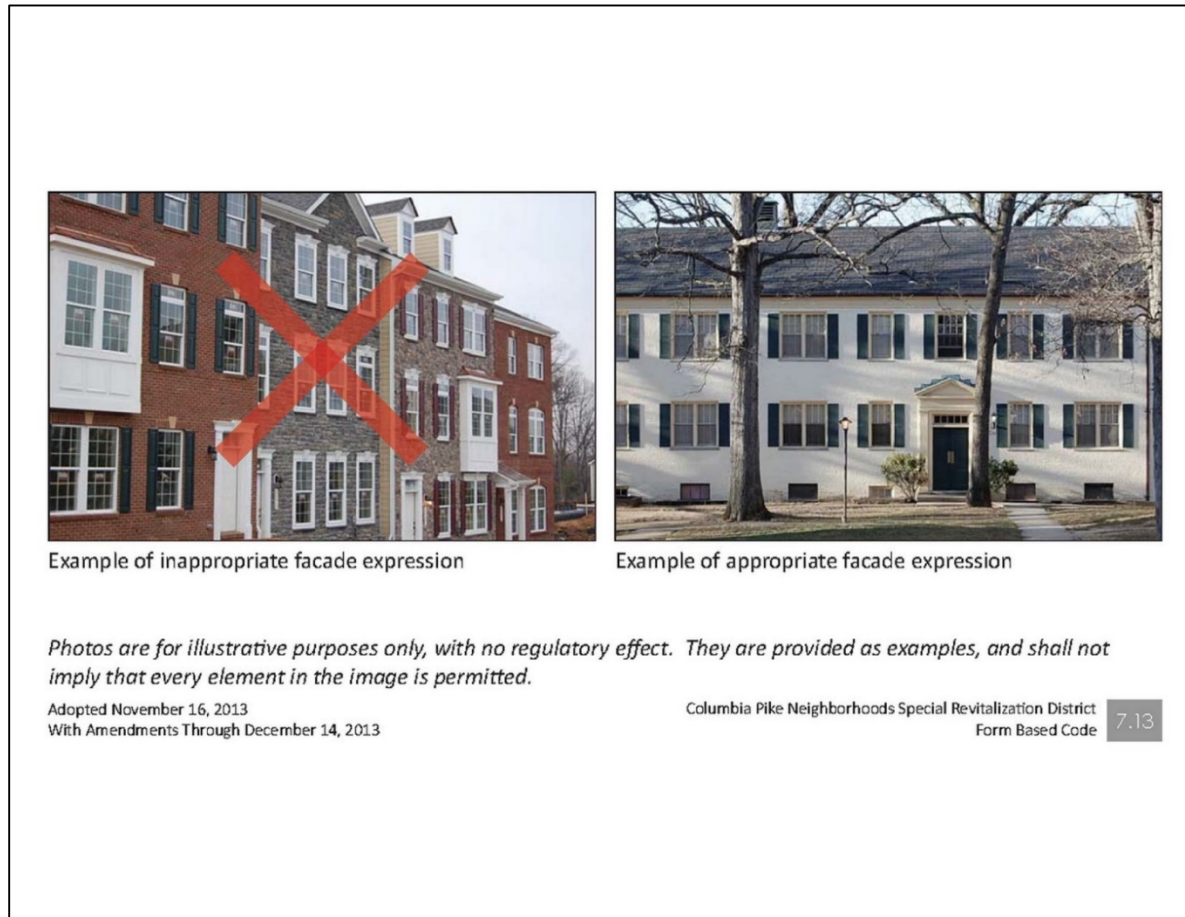 Example of inappropriate facade expression
Example of appropriate facade expression
Photos are for illustrative purposes only, with no regulatory effect. They are provided as examples, and shall not
imply that every element in the image is permitted.
Adopted November 16, 2013
With Amendments Through December 14, 2013
Columbia Pike Neighborhoods Special Revitalization District
Form Based Code
7.13